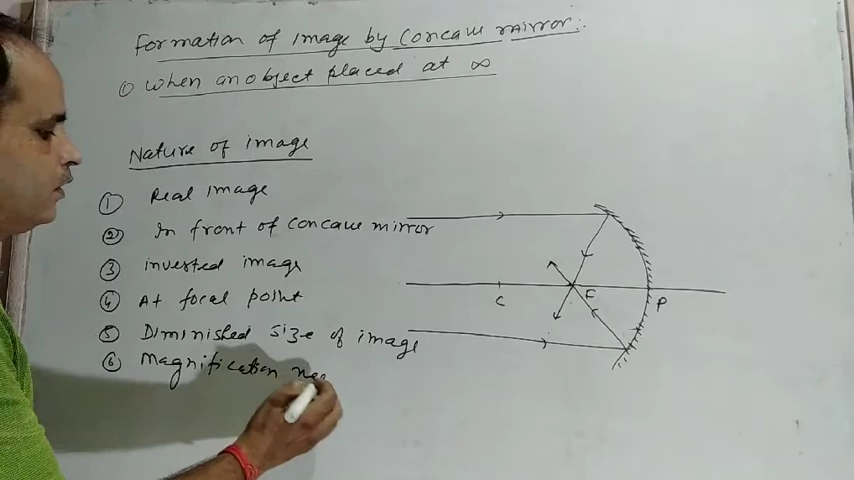 Formation of image by Concave mirror:
① When an object placed at ∞
Nature of image
① Real image
② In front of concave mirror
③ inverted image
④ At focal point
⑤ Diminished size of image
⑥ Magnification
C
F
P